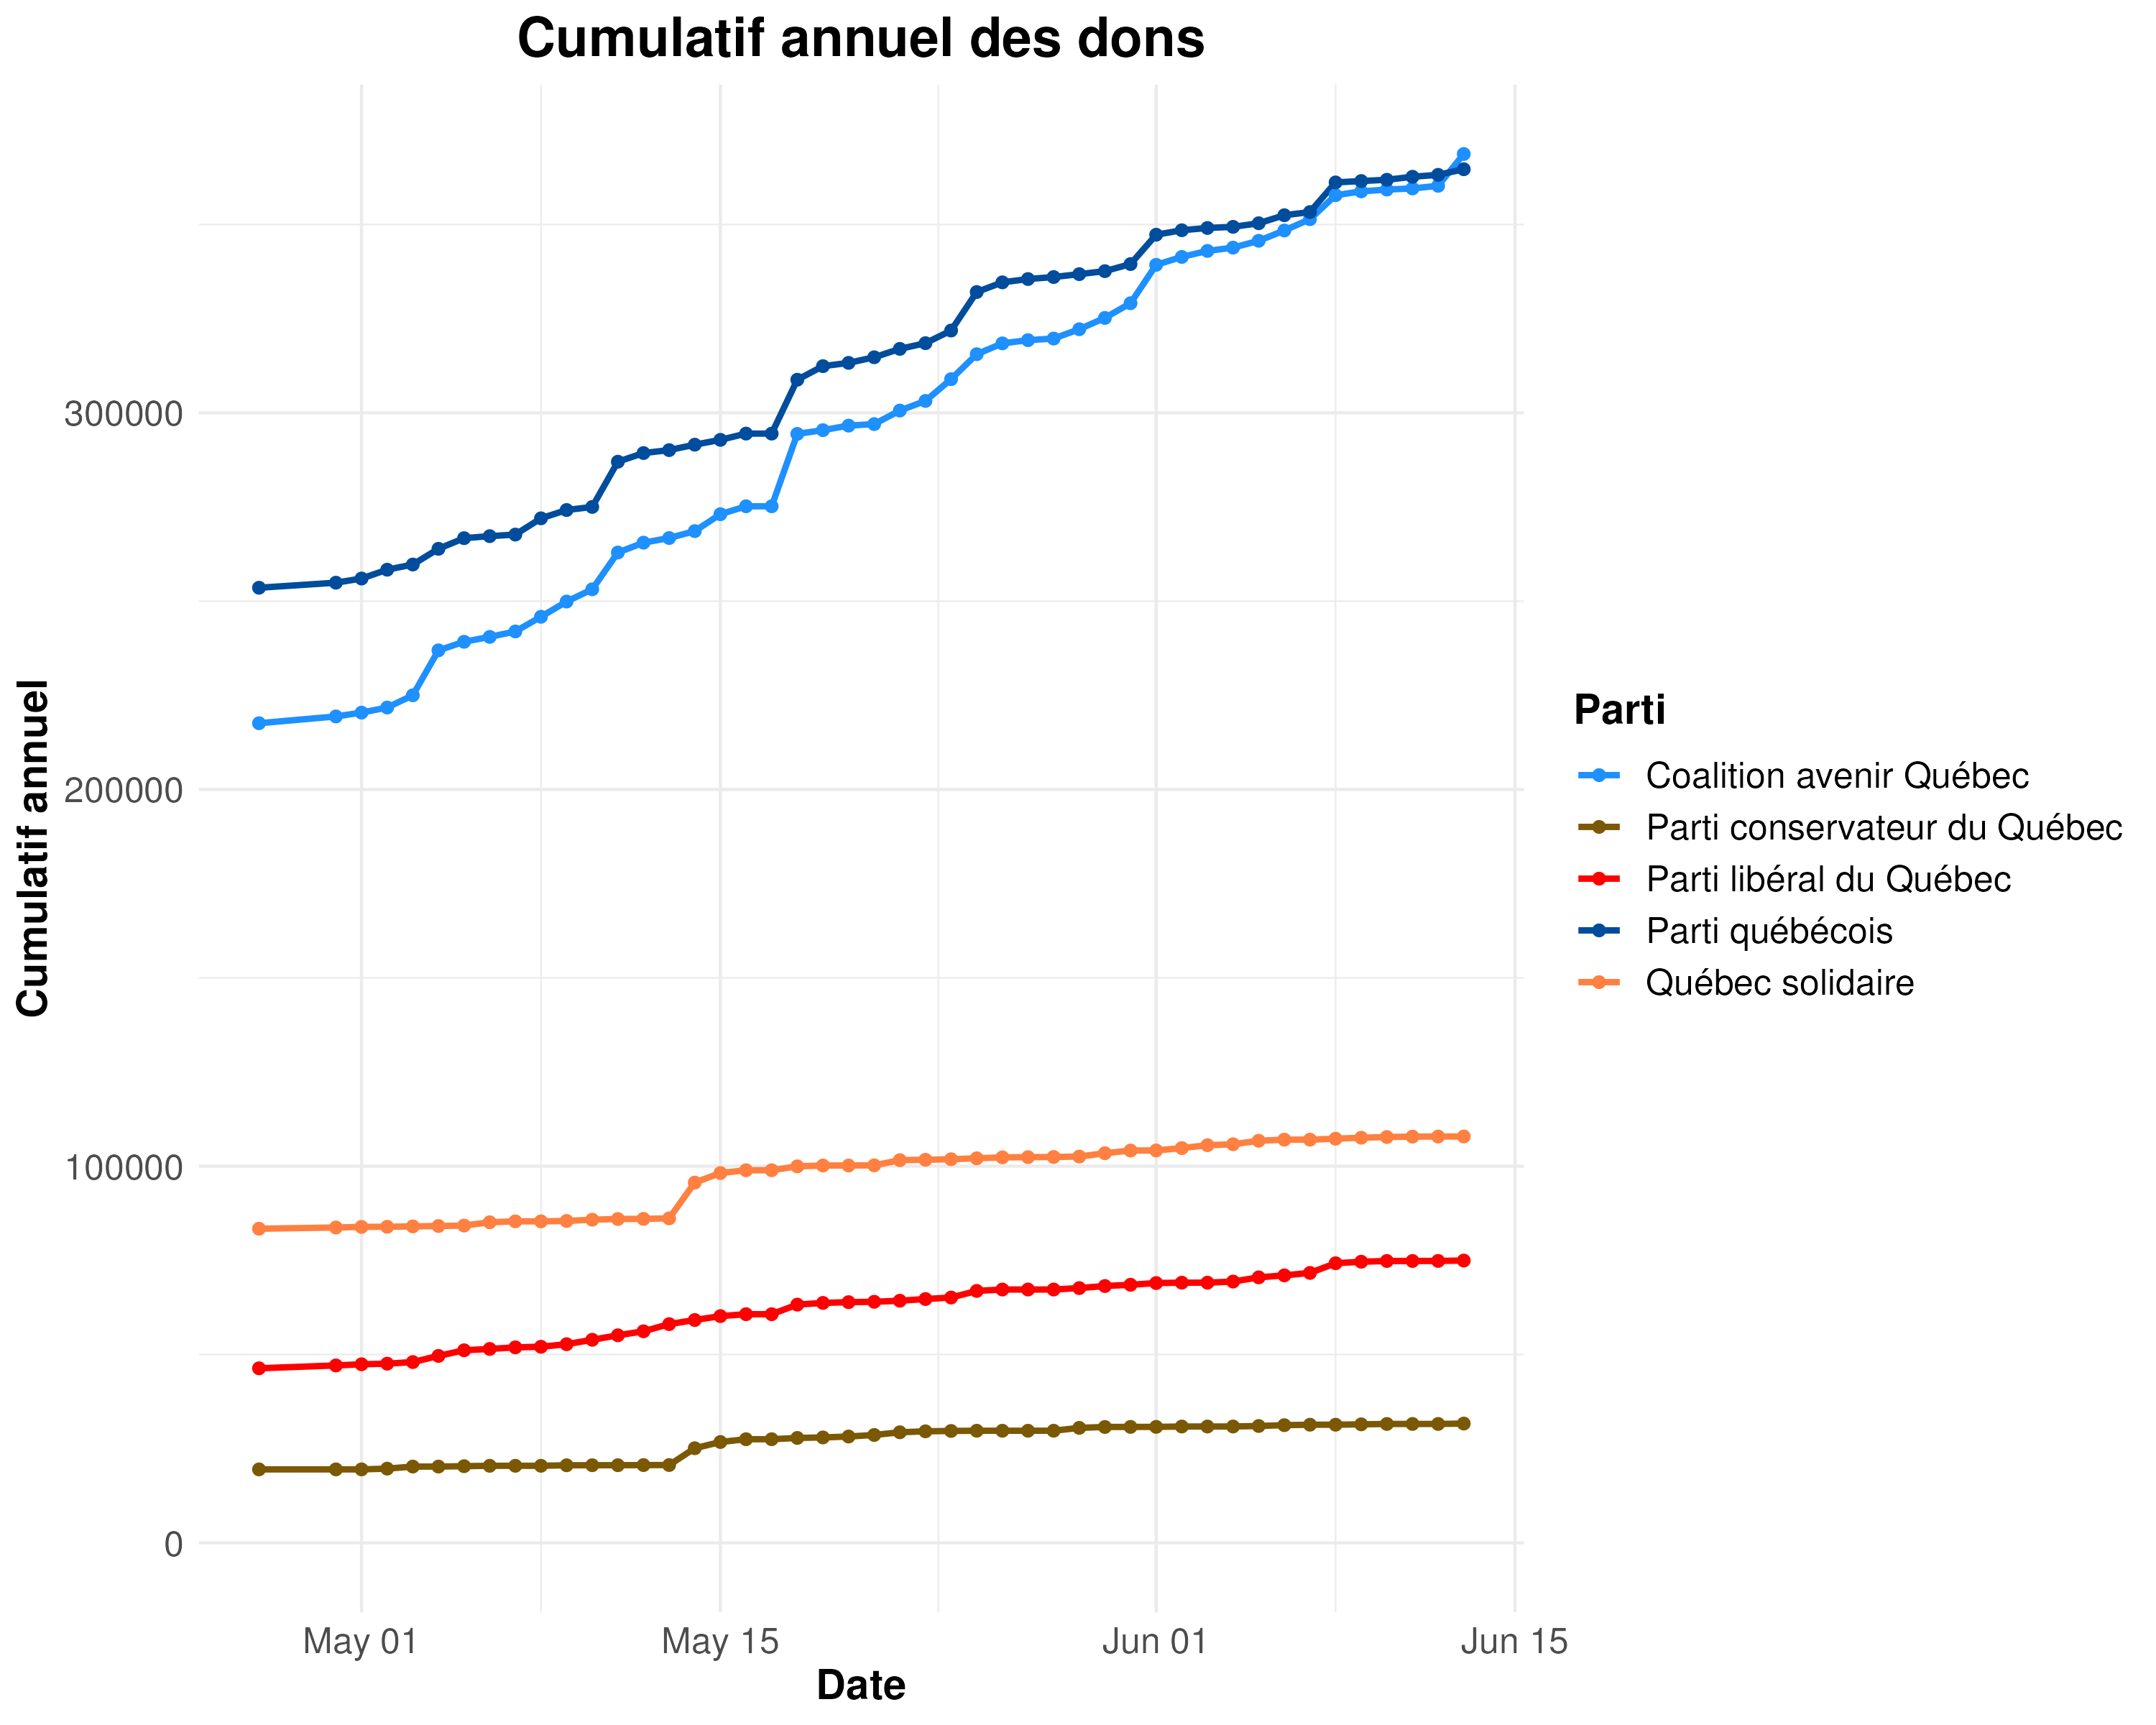 Cumulatif annuel des dons
Cumulatif annuel
300000
200000
100000
0
May 01
May 15
Jun 01
Jun 15
Date
Parti
Coalition avenir Québec
Parti conservateur du Québec
Parti libéral du Québec
Parti québécois
Québec solidaire